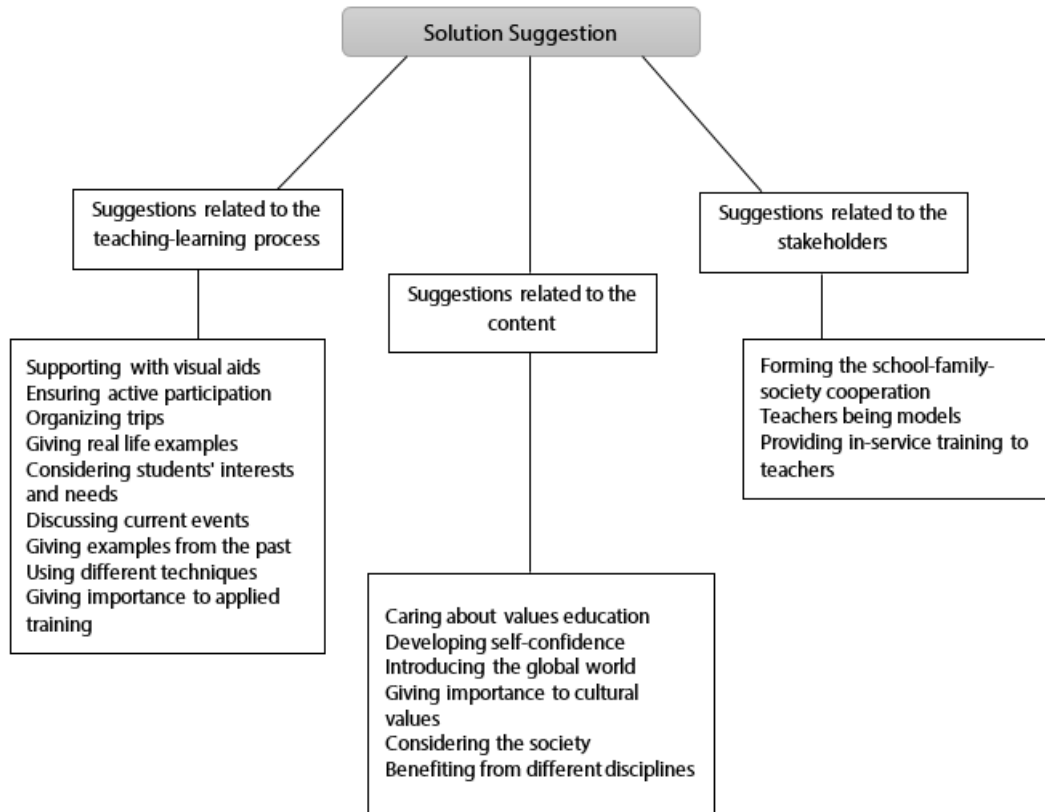 Solution Suggestion
Suggestions related to the
teaching-learning process
Supporting with visual aids
Ensuring active participation
Organizing trips
Giving real life examples
Considering students' interests
and needs
Discussing current events
Giving examples from the past
Using different techniques
Giving importance to applied
training
Suggestions related to the
content
Caring about values education
Developing self-confidence
Introducing the global world
Giving importance to cultural
values
Considering the society
Benefiting from different disciplines
Suggestions related to the
stakeholders
Forming the school-family-
society cooperation
Teachers being models
Providing in-service training to
teachers